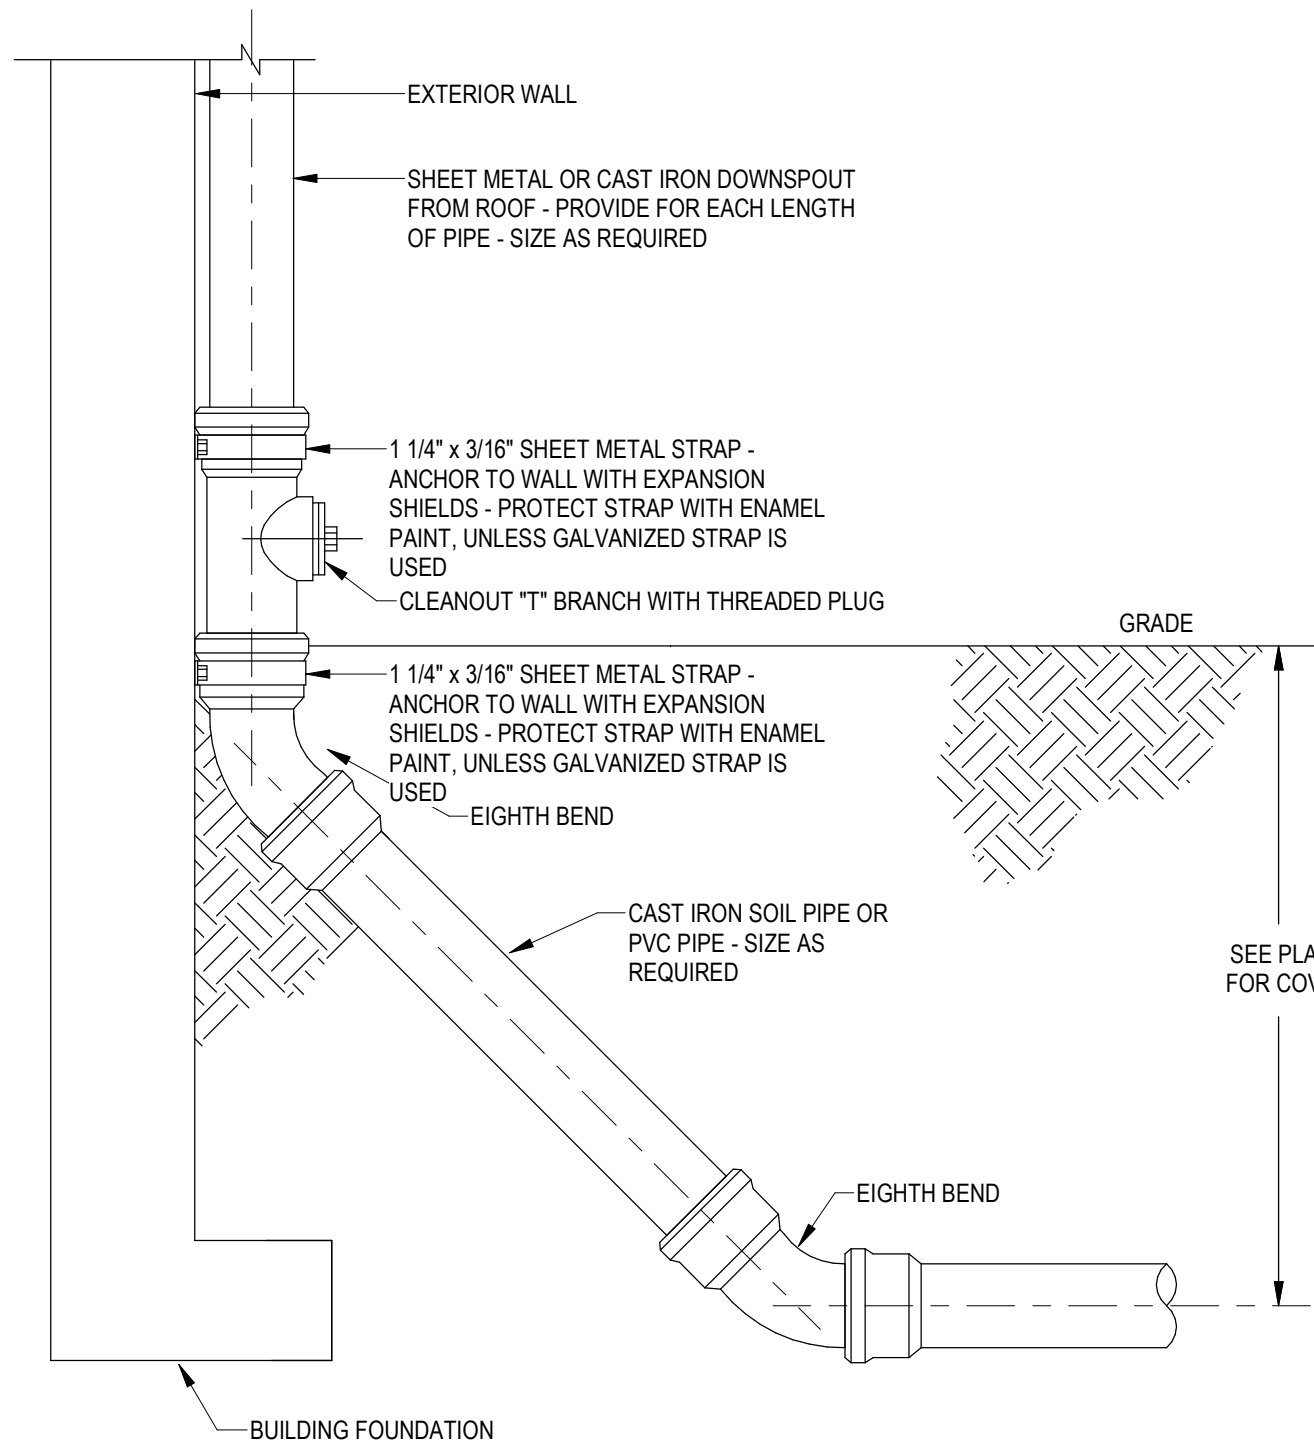 EXTERIOR WALL
SHEET METAL OR CAST IRON DOWNSPOUT
FROM ROOF - PROVIDE FOR EACH LENGTH
OF PIPE - SIZE AS REQUIRED
1 1/4" x 3/16" SHEET METAL STRAP -
ANCHOR TO WALL WITH EXPANSION
SHIELDS - PROTECT STRAP WITH ENAMEL
PAINT, UNLESS GALVANIZED STRAP IS
USED
CLEANOUT "T" BRANCH WITH THREADED PLUG
GRADE
1 1/4" x 3/16" SHEET METAL STRAP -
ANCHOR TO WALL WITH EXPANSION
SHIELDS - PROTECT STRAP WITH ENAMEL
PAINT, UNLESS GALVANIZED STRAP IS
USED
EIGHTH BEND
CAST IRON SOIL PIPE OR
PVC PIPE - SIZE AS
REQUIRED
SEE PLA
FOR COV
EIGHTH BEND
BUILDING FOUNDATION